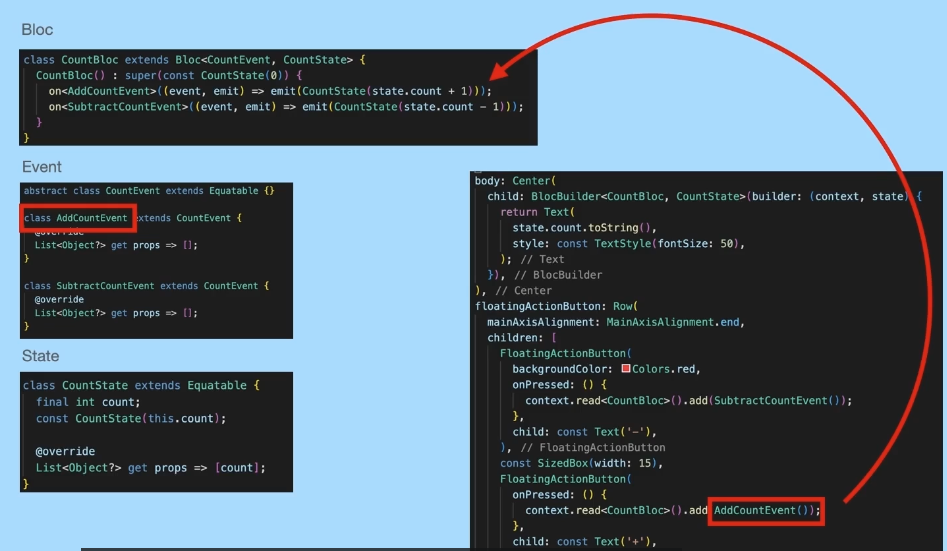 Bloc
class CountBloc extends Bloc<CountEvent, CountState> {
CountBloc() : super(const CountState(0)) {
on<AddCountEvent>((event, emit) => emit(CountState(state.count + 1)));
on<SubtractCountEvent>((event, emit) => emit(CountState(state.count - 1)));
}
}
Event
abstract class CountEvent extends Equatable {}
class AddCountEvent extends CountEvent {
@override
List<Object?> get props => [];
}
class SubtractCountEvent extends CountEvent {
@override
List<Object?> get props => [];
}
State
class CountState extends Equatable {
final int count;
const CountState(this.count);
@override
List<Object?> get props => [count];
}
body: Center(
child: BlocBuilder<CountBloc, CountState>(builder: (context, state) {
return Text(
state.count.toString(),
style: const TextStyle(fontSize: 50),
); // Text
}), // BlocBuilder
), // Center
floatingActionButton: Row(
mainAxisAlignment: MainAxisAlignment.end,
children: [
FloatingActionButton(
backgroundColor: Colors.red,
onPressed: () {
context.read<CountBloc>().add(SubtractCountEvent());
},
child: const Text('-'),
), // FloatingActionButton
const SizedBox(width: 15),
FloatingActionButton(
onPressed: () {
context.read<CountBloc>().add AddCountEvent());
},
child: const Text('+'),